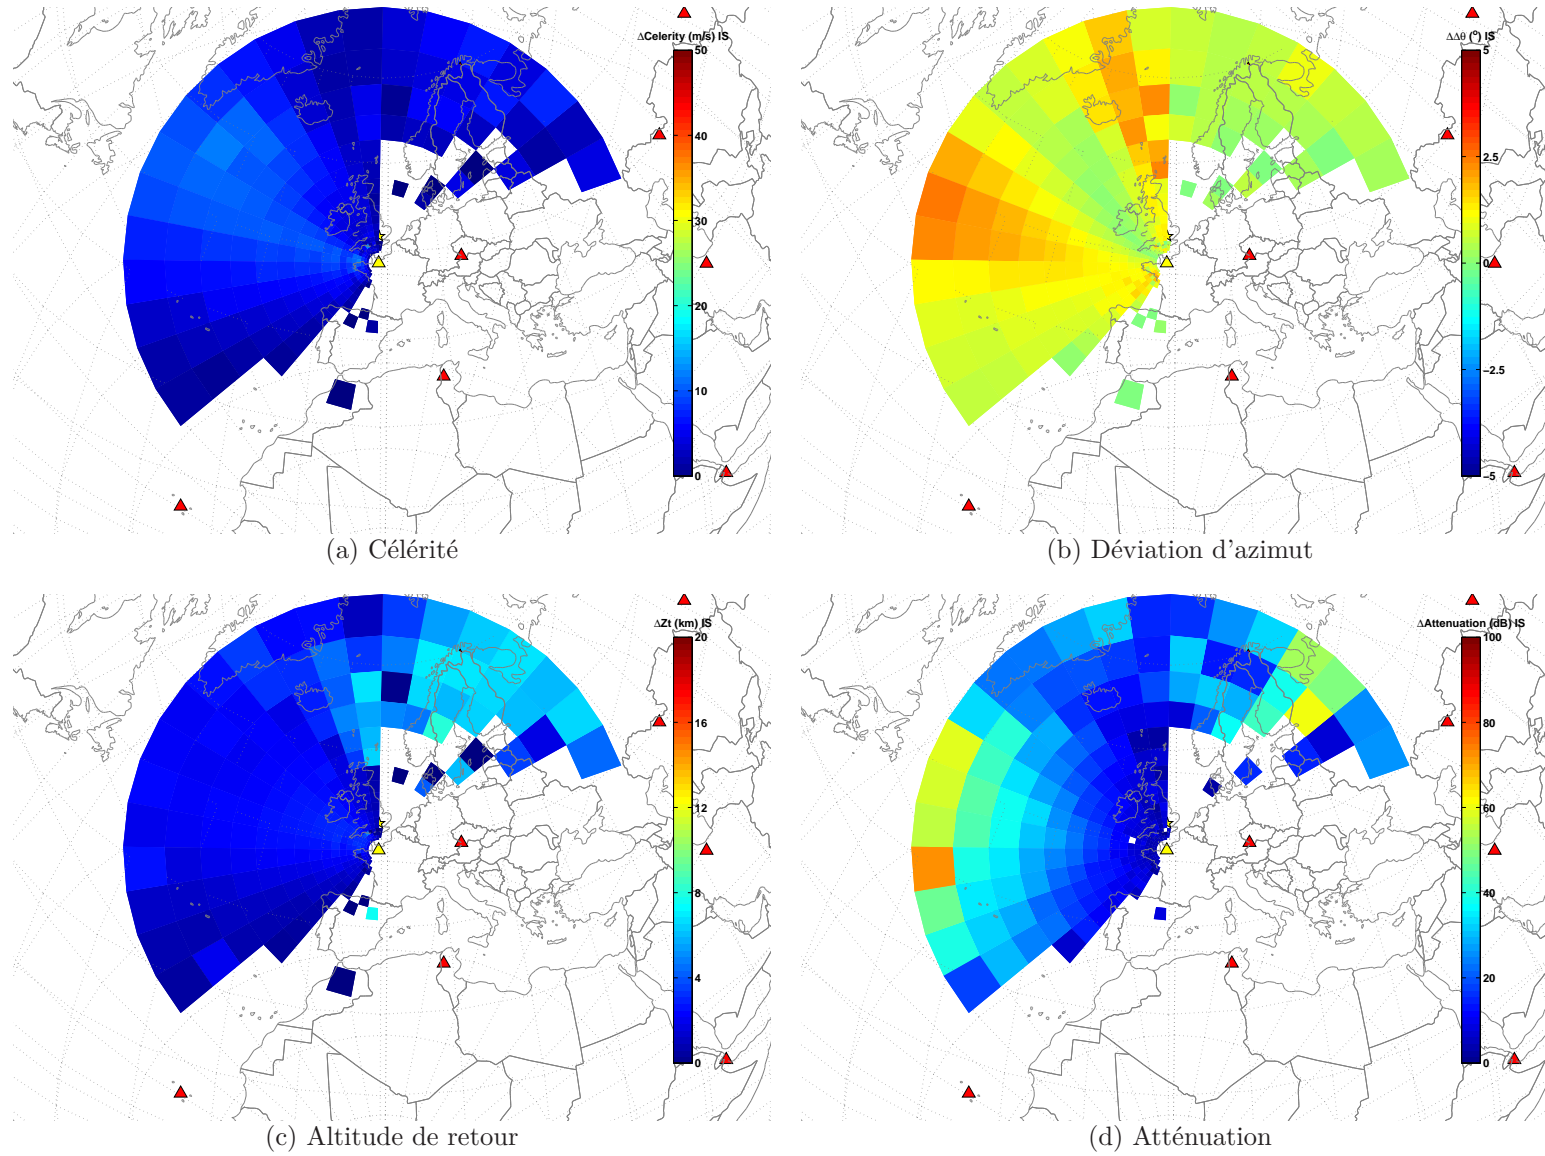 ΔCelerity (m/s) IS
50
40
30
20
10
0
(a) Célérité
ΔΔθ (°) IS
5
2.5
0
−2.5
−5
(b) Déviation d'azimut
ΔZt (km) IS
20
16
12
8
4
0
(c) Altitude de retour
ΔAttenuation (dB) IS
100
80
60
40
20
0
(d) Atténuation